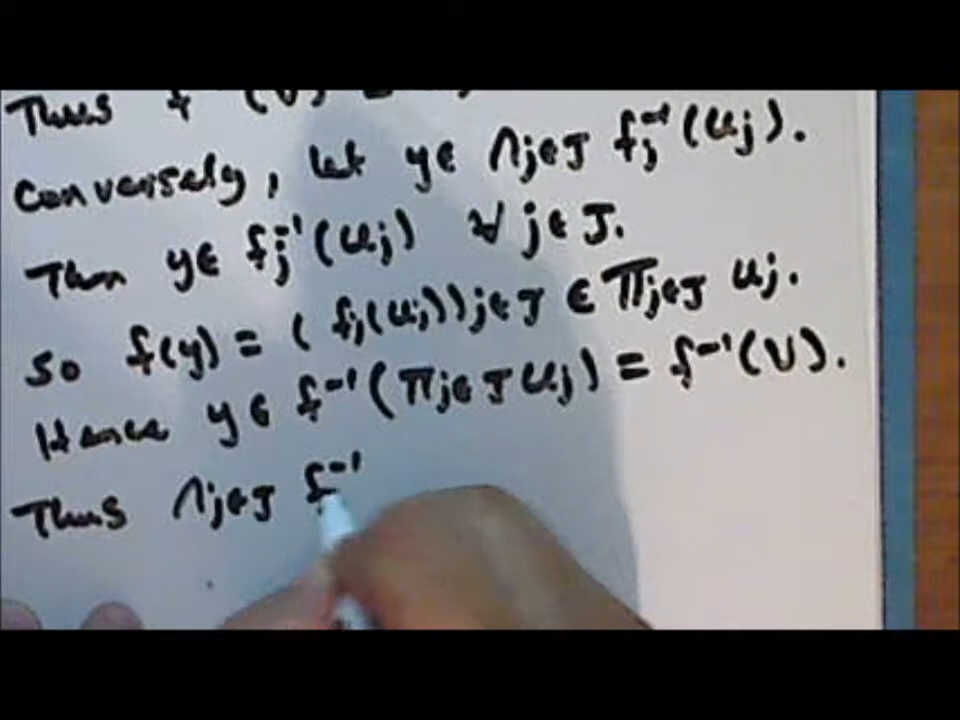 Thus f
Conversely, let y∈ ∩j∈J fj⁻¹(Uj).
Then y∈ fj⁻¹(Uj) ∀ j∈J.
So f(y) = (fj(Uj))j∈J ∈ Πj∈J Uj.
Hence y∈ f⁻¹(Πj∈J Uj) = f⁻¹(V).
Thus ∩j∈J f⁻¹